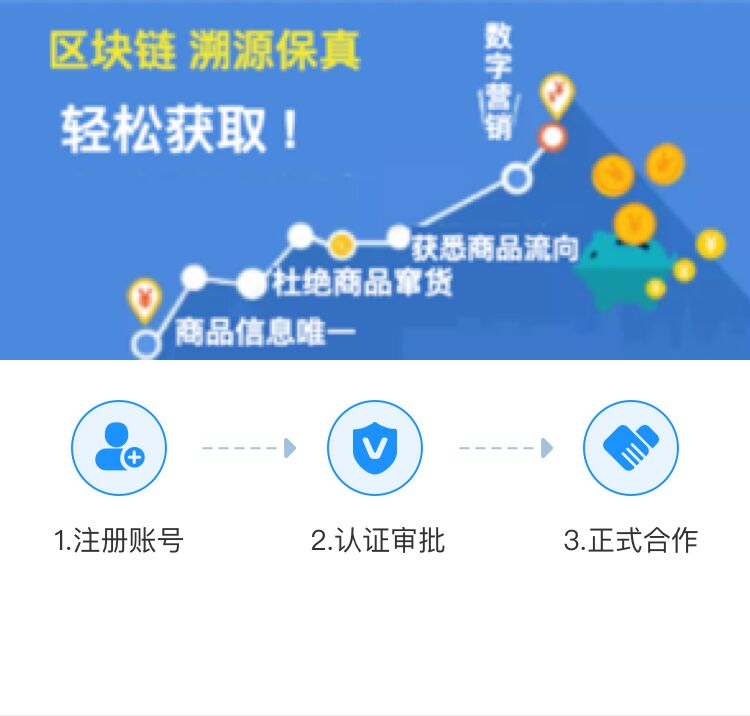 区块链 溯源保真
轻松获取！
数字营销
获悉商品流向
杜绝商品窜货
商品信息唯一
1.注册账号
2.认证审批
3.正式合作